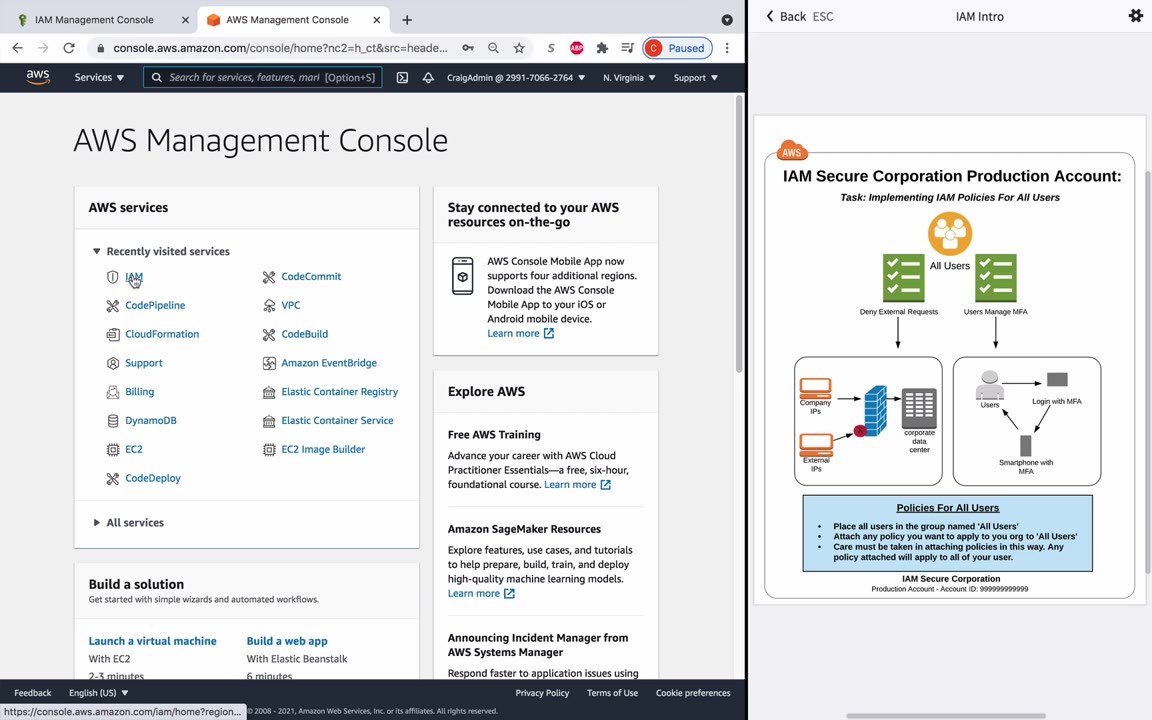 IAM Management Console
AWS Management Console
console.aws.amazon.com/console/home?nc2=h_ct&src=heade...
S
ABP
C Paused
aws
Services
Search for services, features, mark [Option+S]
CraigAdmin @ 2991-7066-2764
N. Virginia
Support
AWS Management Console
AWS services
Recently visited services
IAM
CodeCommit
CodePipeline
VPC
CloudFormation
CodeBuild
Support
Amazon EventBridge
Billing
Elastic Container Registry
DynamoDB
Elastic Container Service
EC2
EC2 Image Builder
CodeDeploy
All services
Build a solution
Get started with simple wizards and automated workflows.
Launch a virtual machine
Build a web app
With EC2
With Elastic Beanstalk
2-3 minutes
6 minutes
Stay connected to your AWS
resources on-the-go
AWS Console Mobile App now
supports four additional regions.
Download the AWS Console
Mobile App to your iOS or
Android mobile device.
Learn more
Explore AWS
Free AWS Training
Advance your career with AWS Cloud
Practitioner Essentials—a free, six-hour,
foundational course. Learn more
Amazon SageMaker Resources
Explore features, use cases, and tutorials
to help prepare, build, train, and deploy
high-quality machine learning models.
Learn more
Announcing Incident Manager from
AWS Systems Manager
Respond faster to application issues using
Feedback
English (US)
Privacy Policy
Terms of Use
Cookie preferences
https://console.aws.amazon.com/iam/home?region...
© 2008 - 2021, Amazon Web Services, Inc. or its affiliates. All rights reserved.
Back ESC
IAM Intro
AWS
IAM Secure Corporation Production Account:
Task: Implementing IAM Policies For All Users
All Users
Deny External Requests
Users Manage MFA
Company
IPs
External
IPs
X
corporate
data
center
Users
Login with MFA
Smartphone with
MFA
Policies For All Users
• Place all users in the group named 'All Users'
• Attach any policy you want to apply to you org to 'All Users'
• Care must be taken in attaching policies in this way. Any
policy attached will apply to all of your user.
IAM Secure Corporation
Production Account - Account ID: 999999999999